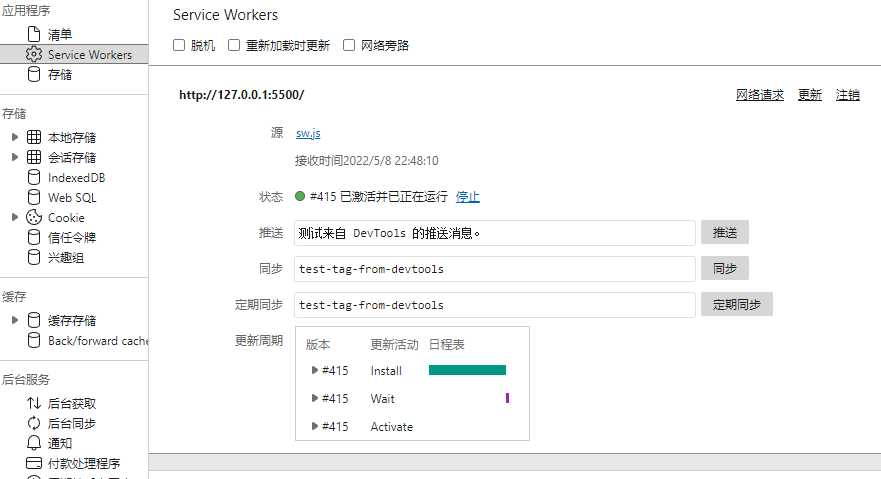 应用程序
清单
Service Workers
存储
存储
本地存储
会话存储
IndexedDB
Web SQL
Cookie
信任令牌
兴趣组
缓存
缓存存储
Back/forward cache
后台服务
后台获取
后台同步
通知
付款处理程序
Service Workers
脱机 重新加载时更新 网络旁路
http://127.0.0.1:5500/ 网络请求 更新 注销
源 sw.js
接收时间2022/5/8 22:48:10
状态 #415 已激活并已正在运行 停止
推送 测试来自 DevTools 的推送消息。 推送
同步 test-tag-from-devtools 同步
定期同步 test-tag-from-devtools 定期同步
更新周期 版本 更新活动 日程表
#415 Install
#415 Wait
#415 Activate